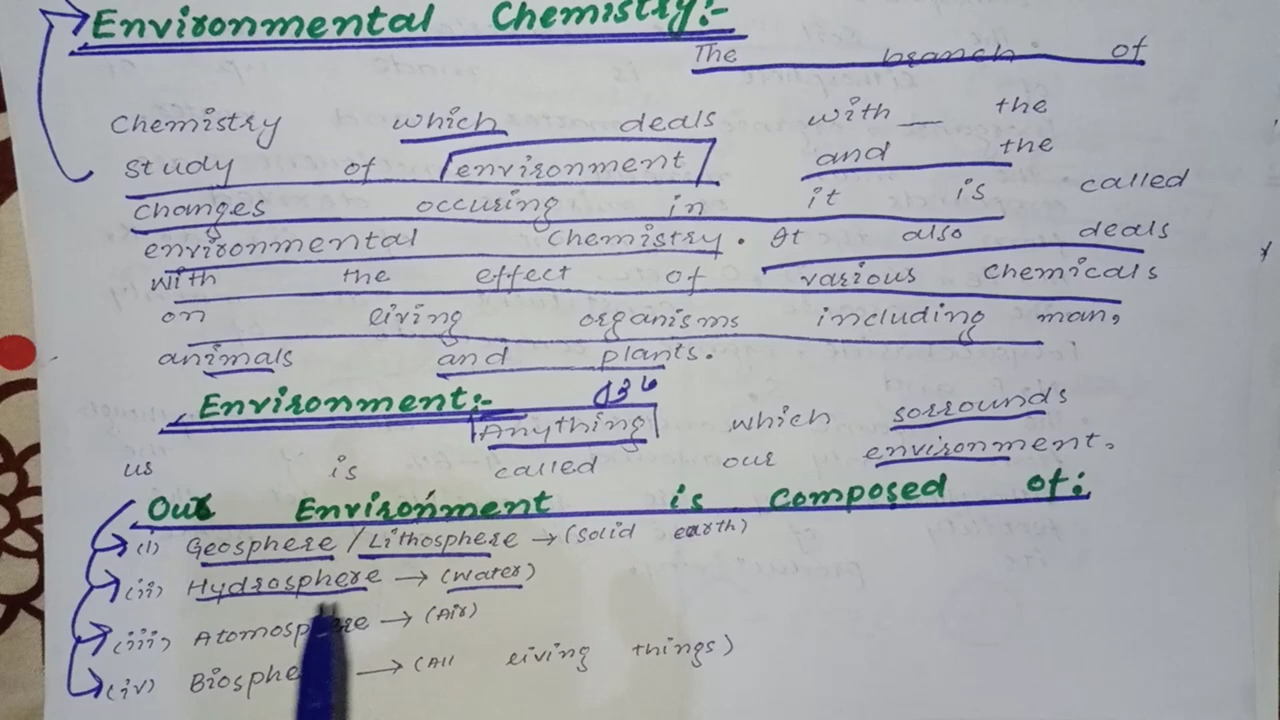 Environmental Chemistry:-
The branch of
chemistry which deals with the
study of environment and the
changes occuring in it is called
environmental chemistry. It also deals
with the effect of various chemicals
on living organisms including man,
animals and plants.
Environment:-
Anything which sorrounds
us is called our environment.
Our Environment is Composed of:
(i) Geosphere / Lithosphere → (Solid earth)
(ii) Hydrosphere → (Water)
(iii) Atomosphere → (Air)
(iv) Biosphe → (All living things)